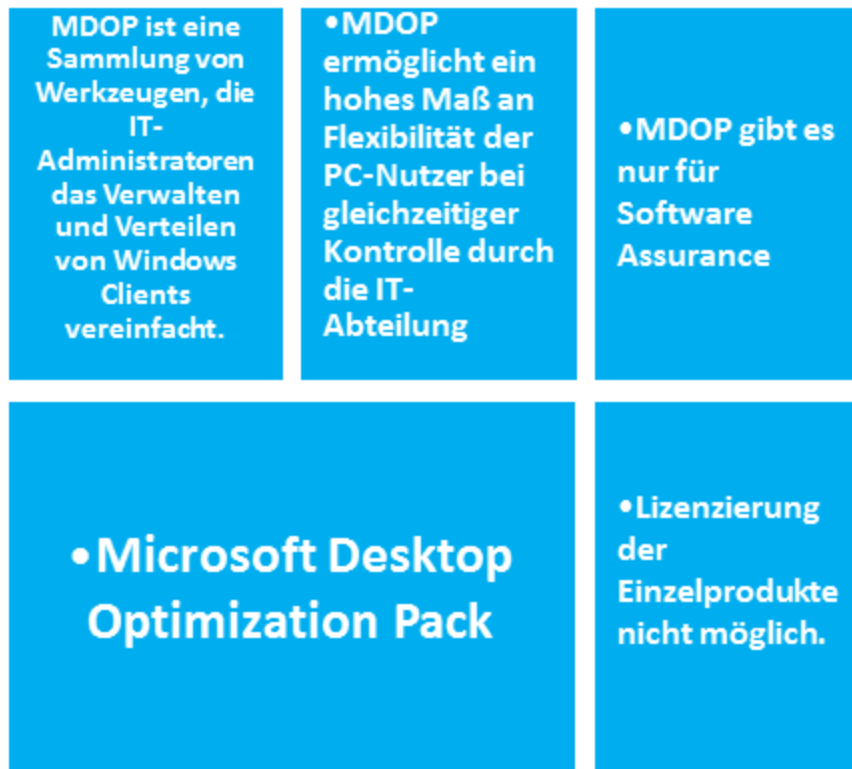 MDOP ist eine
Sammlung von
Werkzeugen, die
IT-
Administratoren
das Verwalten
und Verteilen
von Windows
Clients
vereinfacht.
•MDOP
ermöglicht ein
hohes Maß an
Flexibilität der
PC-Nutzer bei
gleichzeitiger
Kontrolle durch
die IT-
Abteilung
•MDOP gibt es
nur für
Software
Assurance
•Microsoft Desktop
Optimization Pack
•Lizenzierung
der
Einzelprodukte
nicht möglich.